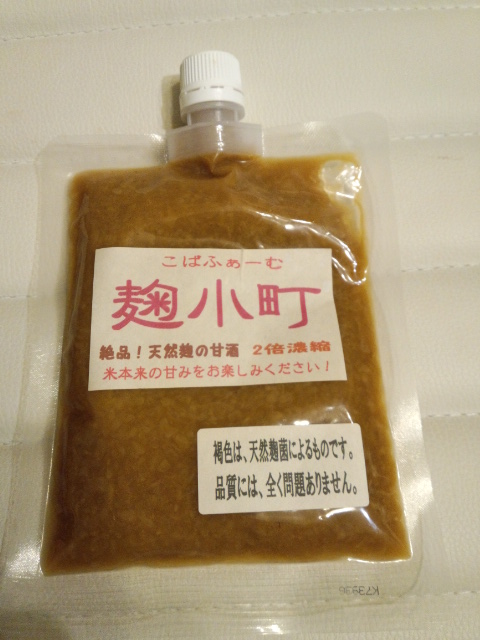 こばふぁーむ
麹小町
絶品！天然麹の甘酒 2倍濃縮
米本来の甘みをお楽しみください！
褐色は、天然麹菌によるものです。
品質には、全く問題ありません。